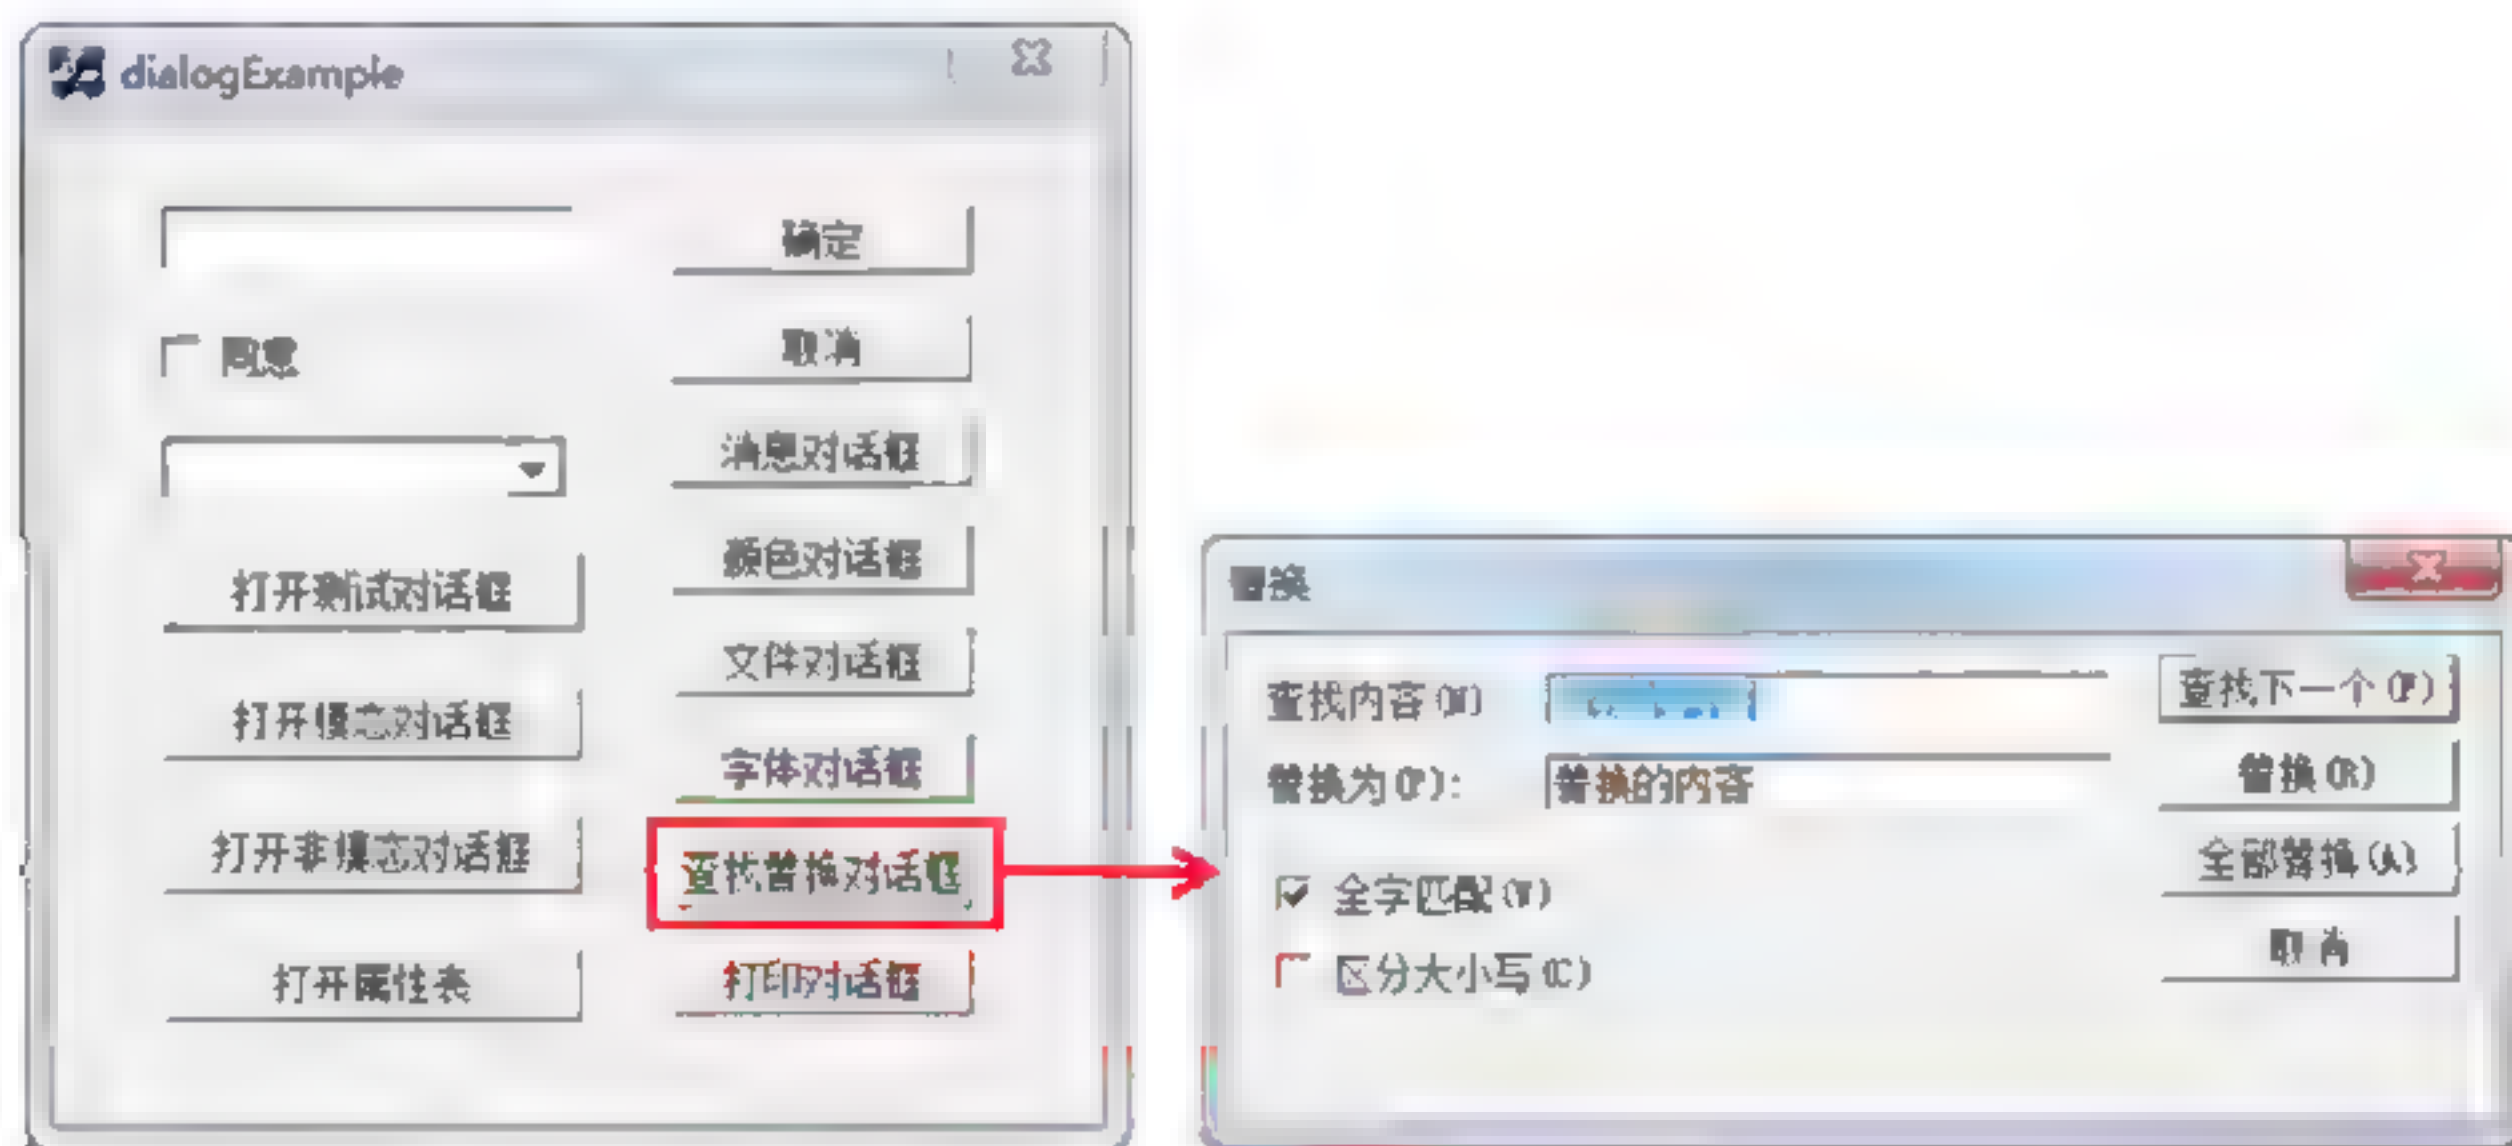 dialogExample
确定
同意
取消
消息对话框
颜色对话框
打开测试对话框
文件对话框
打开模态对话框
字体对话框
打开非模态对话框
查找替换对话框
打开属性表
打印对话框
替换
查找内容(N)
查找下一个(F)
替换为(P):
替换的内容
替换(R)
全部替换(A)
全字匹配(W)
取消
区分大小写(C)